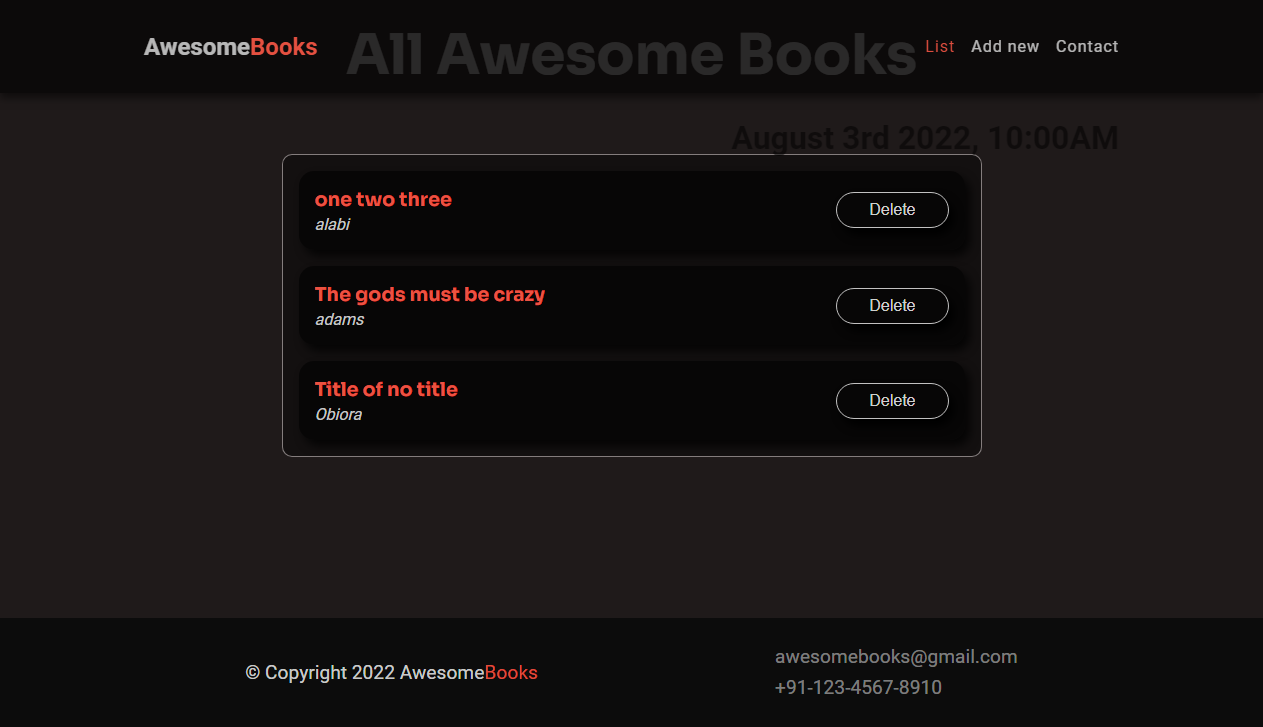 AwesomeBooks
All Awesome Books
List Add new Contact
August 3rd 2022, 10:00AM
one two three
alabi
Delete
The gods must be crazy
adams
Delete
Title of no title
Obiora
Delete
© Copyright 2022 AwesomeBooks
awesomebooks@gmail.com
+91-123-4567-8910